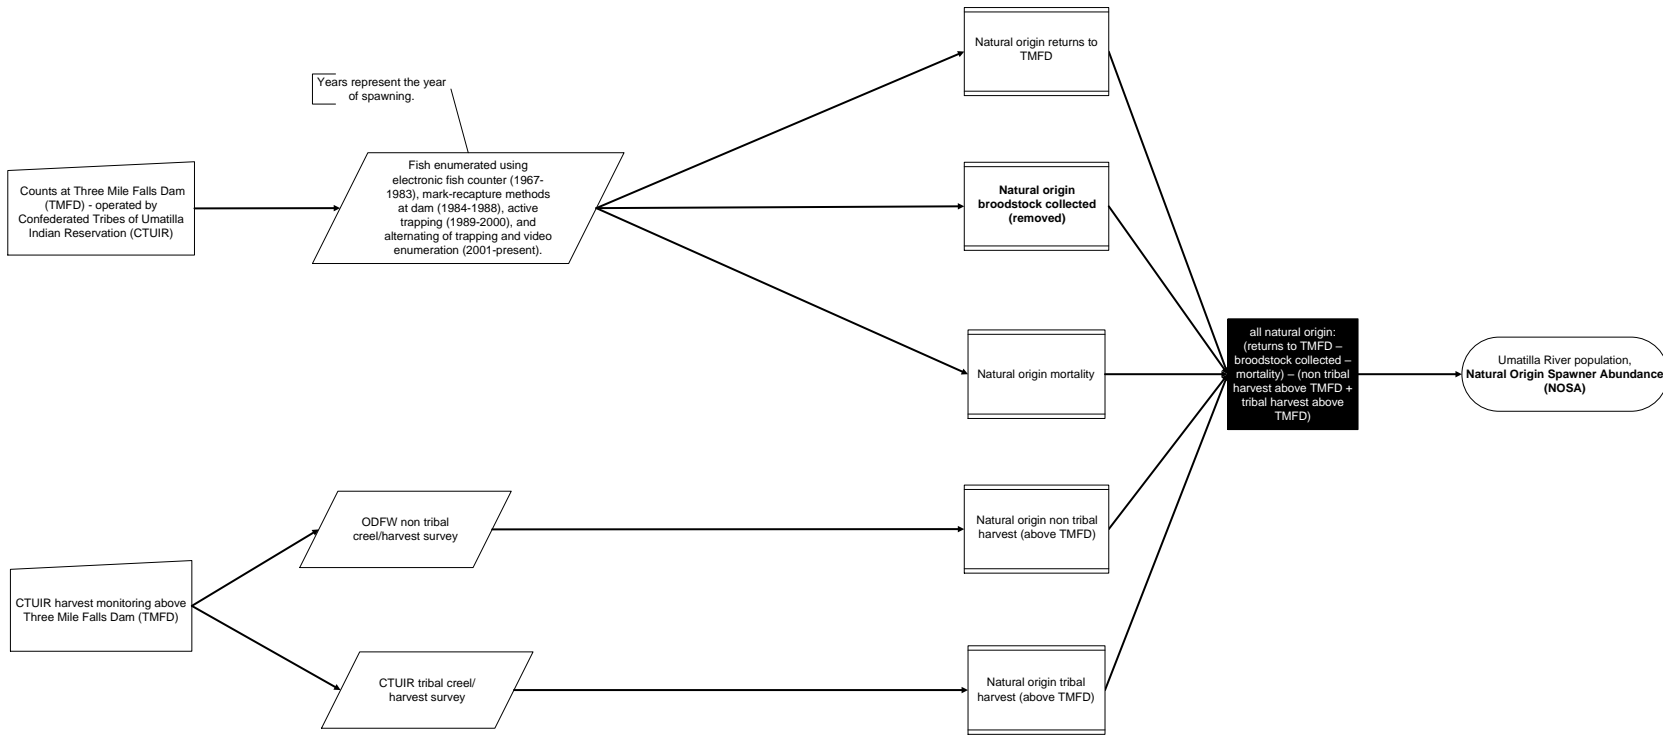 Natural origin returns to
TMFD
Years represent the year
of spawning.
Counts at Three Mile Falls Dam
(TMFD) - operated by
Confederated Tribes of Umatilla
Indian Reservation (CTUIR)
Fish enumerated using
electronic fish counter (1967-
1983), mark-recapture methods
at dam (1984-1988), active
trapping (1989-2000), and
alternating of trapping and video
enumeration (2001-present).
Natural origin
broodstock collected
(removed)
Natural origin mortality
all natural origin:
(returns to TMFD –
broodstock collected –
mortality) – (non tribal
harvest above TMFD +
tribal harvest above
TMFD)
Umatilla River population,
Natural Origin Spawner Abundance
(NOSA)
ODFW non tribal
creel/harvest survey
Natural origin non tribal
harvest (above TMFD)
CTUIR harvest monitoring above
Three Mile Falls Dam (TMFD)
CTUIR tribal creel/
harvest survey
Natural origin tribal
harvest (above TMFD)